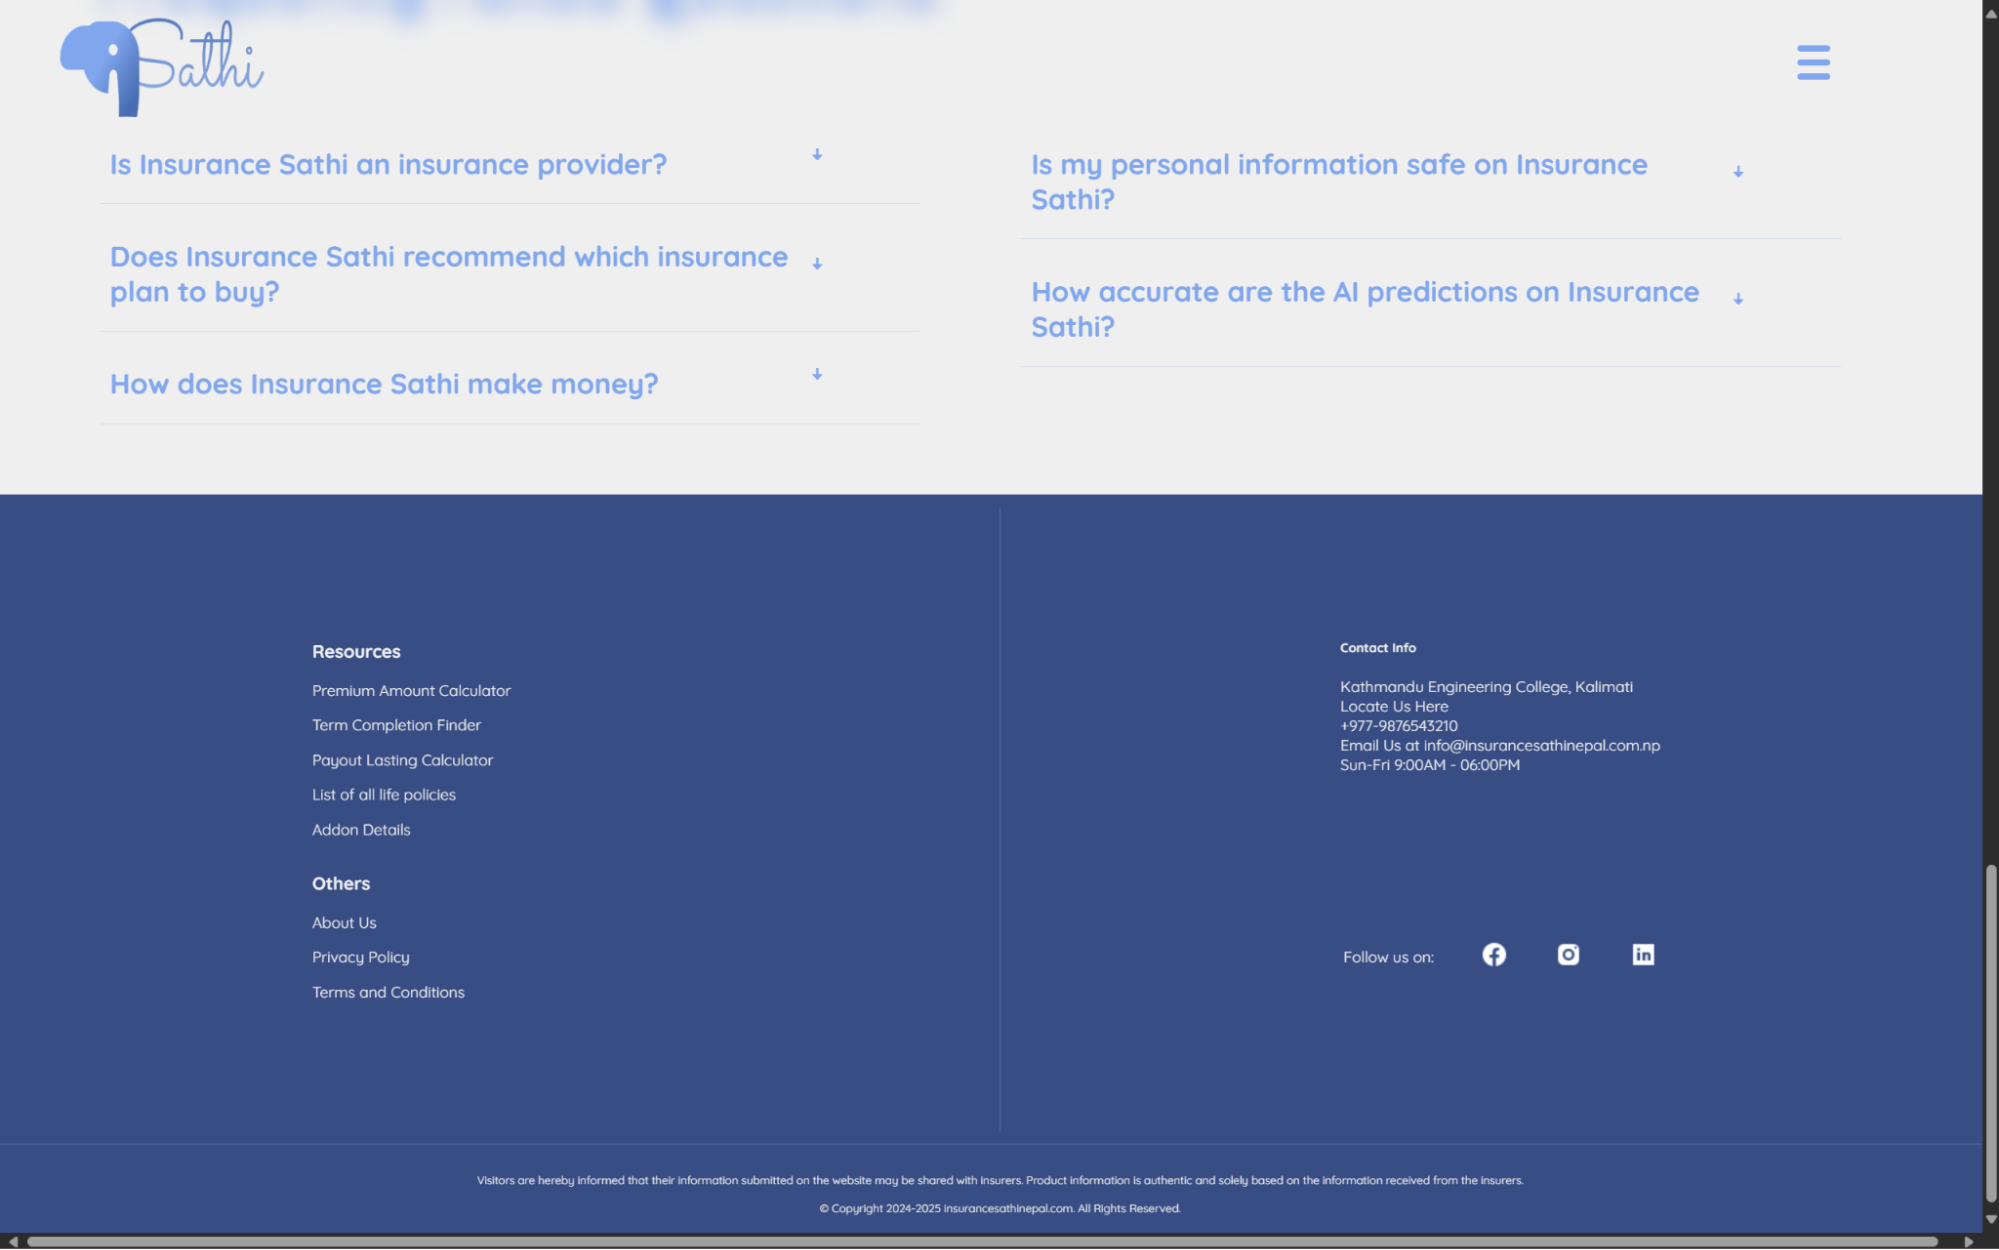 Sathi
Is Insurance Sathi an insurance provider?
Does Insurance Sathi recommend which insurance
plan to buy?
How does Insurance Sathi make money?
Is my personal information safe on Insurance
Sathi?
How accurate are the AI predictions on Insurance
Sathi?
Resources
Premium Amount Calculator
Term Completion Finder
Payout Lasting Calculator
List of all life policies
Addon Details
Others
About Us
Privacy Policy
Terms and Conditions
Contact Info
Kathmandu Engineering College, Kalimati
Locate Us Here
+977-9876543210
Email Us at info@insurancesathinepal.com.np
Sun-Fri 9:00AM - 06:00PM
Follow us on:
Visitors are hereby informed that their information submitted on the website may be shared with insurers. Product information is authentic and solely based on the information received from the insurers.
© Copyright 2024-2025 insurancesathinepal.com. All Rights Reserved.